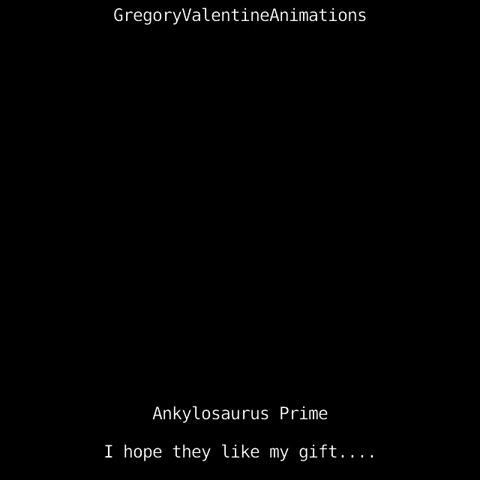 GregoryValentineAnimations
Ankylosaurus Prime
I hope they like my gift....